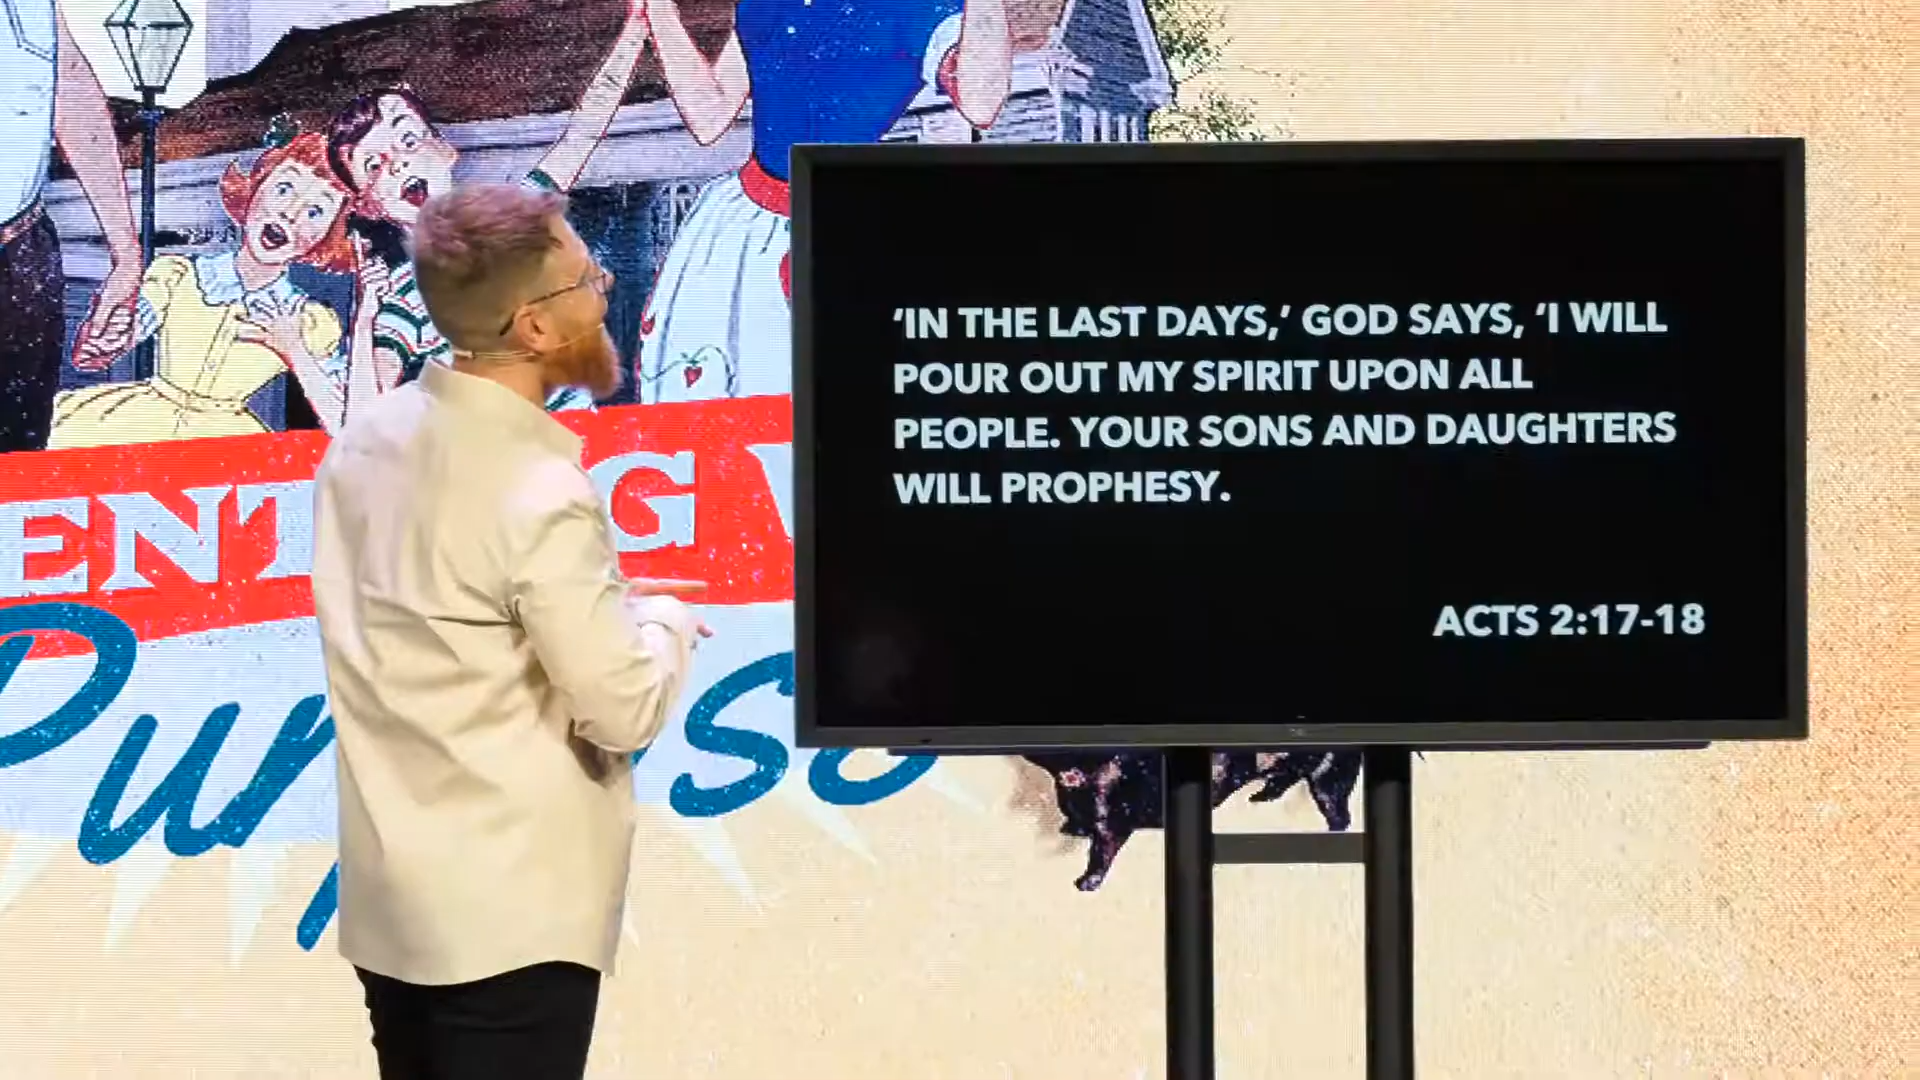 ‘IN THE LAST DAYS,’ GOD SAYS, ‘I WILL
POUR OUT MY SPIRIT UPON ALL
PEOPLE. YOUR SONS AND DAUGHTERS
WILL PROPHESY.
ACTS 2:17-18